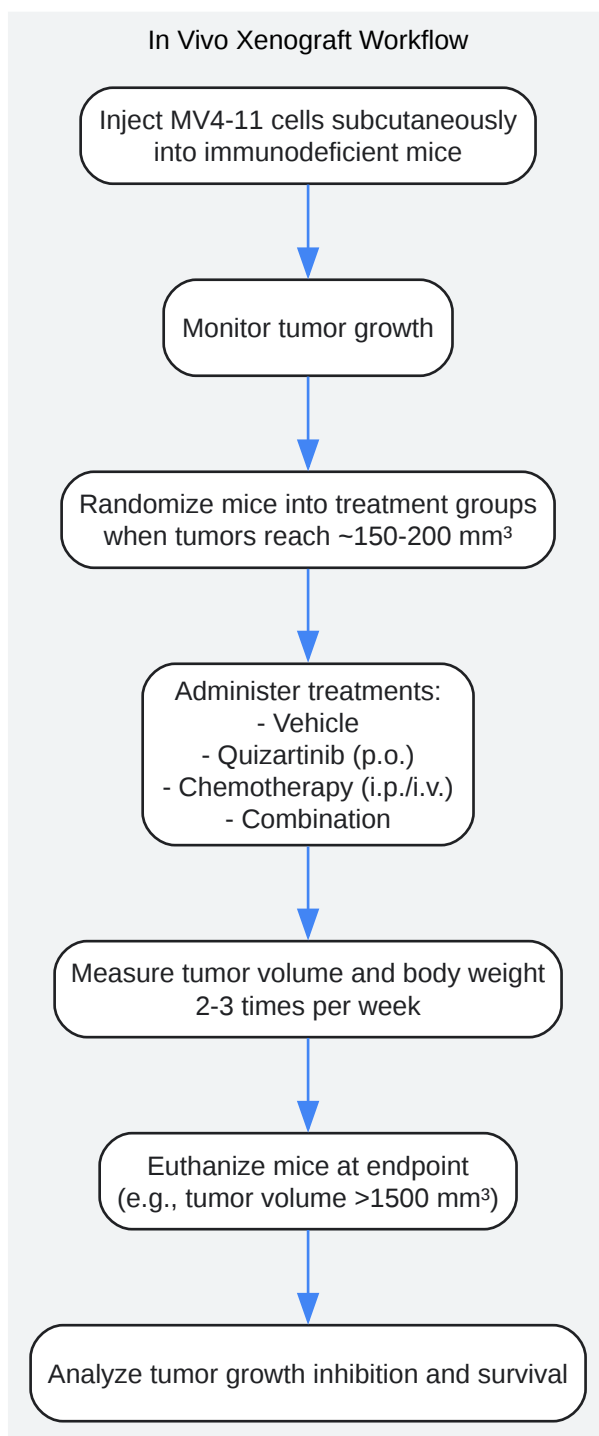 In Vivo Xenograft Workflow
Inject MV4-11 cells subcutaneously
into immunodeficient mice
Monitor tumor growth
Randomize mice into treatment groups
when tumors reach ~150-200 mm³
Administer treatments:
- Vehicle
- Quizartinib (p.o.)
- Chemotherapy (i.p./i.v.)
- Combination
Measure tumor volume and body weight
2-3 times per week
Euthanize mice at endpoint
(e.g., tumor volume >1500 mm³)
Analyze tumor growth inhibition and survival